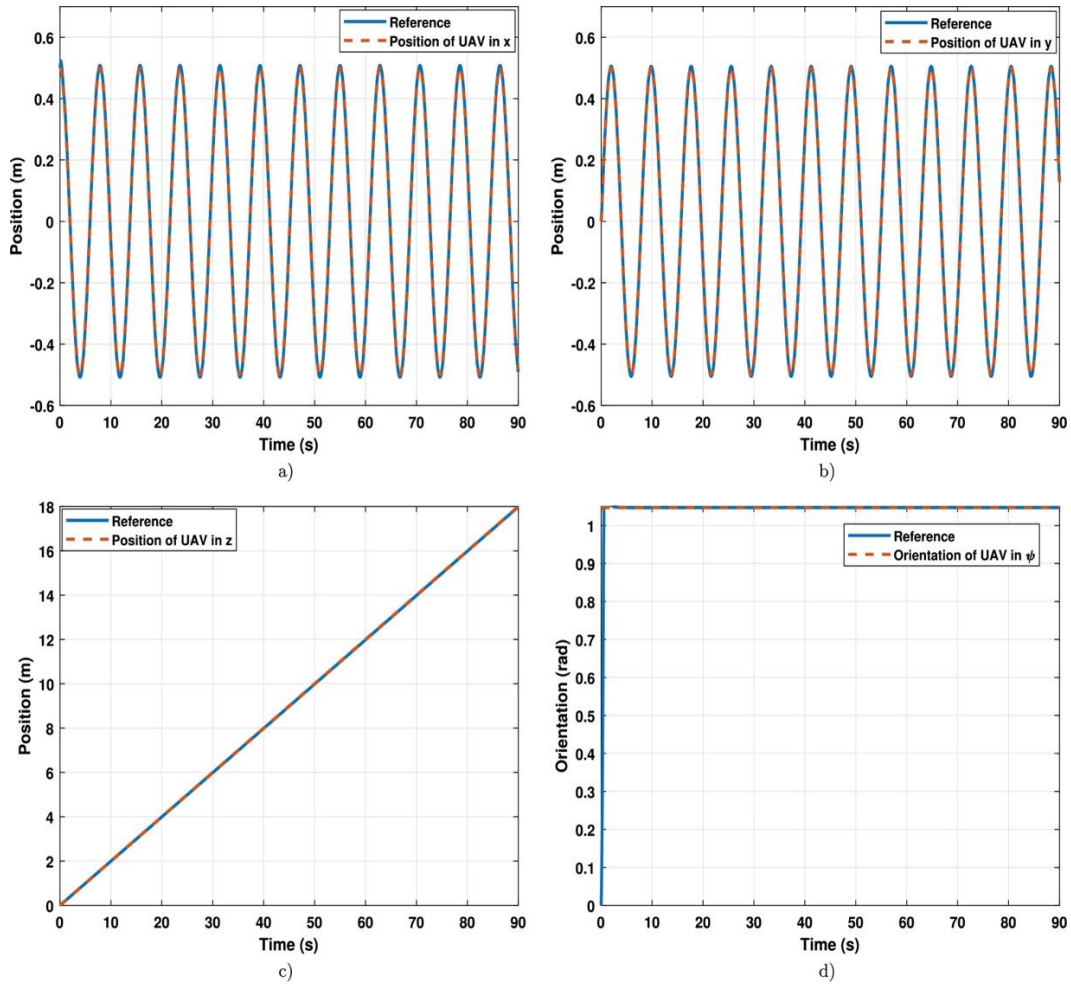 Reference
Position of UAV in x
0.6
0.4
0.2
0
-0.2
-0.4
-0.6
Position (m)
0 10 20 30 40 50 60 70 80 90
Time (s)
a)
Reference
Position of UAV in y
0.6
0.4
0.2
0
-0.2
-0.4
-0.6
Position (m)
0 10 20 30 40 50 60 70 80 90
Time (s)
b)
Reference
Position of UAV in z
18
16
14
12
10
8
6
4
2
0
Position (m)
0 10 20 30 40 50 60 70 80 90
Time (s)
c)
Reference
Orientation of UAV in ψ
1
0.9
0.8
0.7
0.6
0.5
0.4
0.3
0.2
0.1
0
Orientation (rad)
0 10 20 30 40 50 60 70 80 90
Time (s)
d)